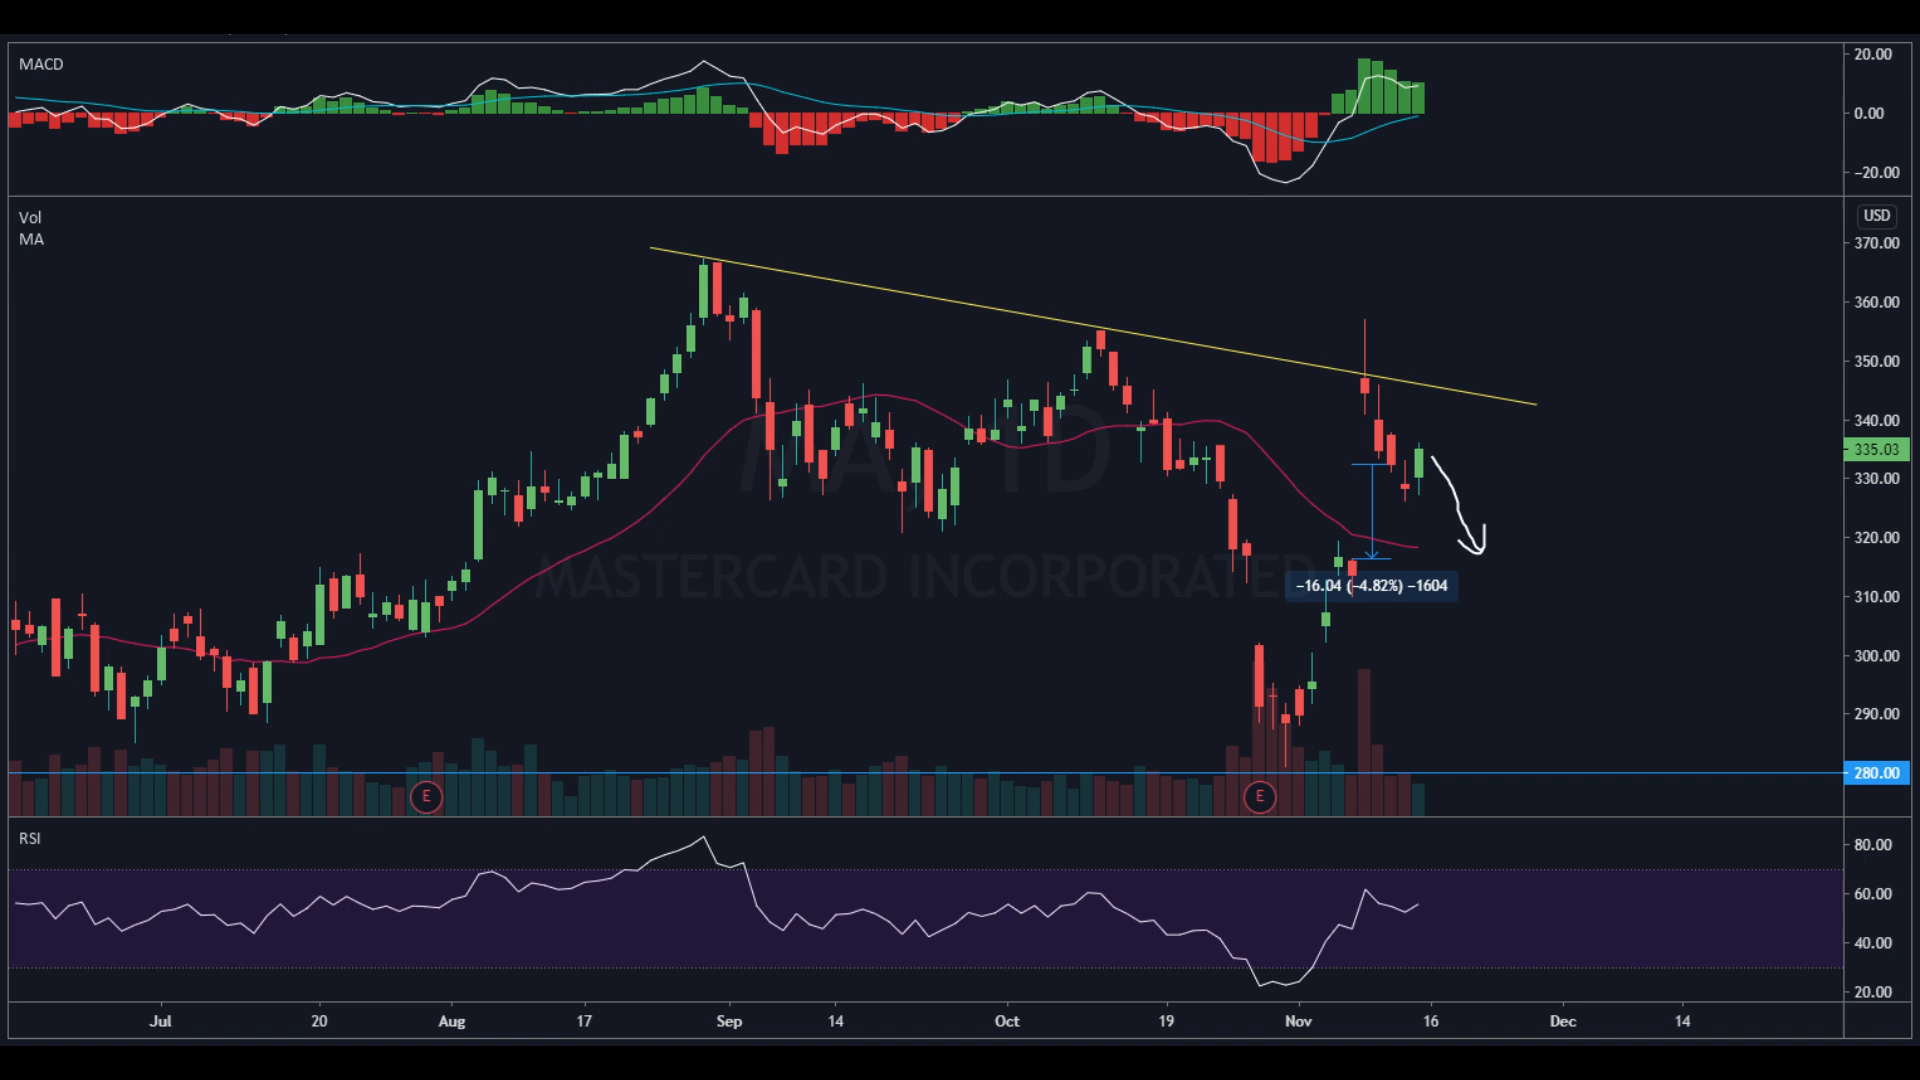 MACD
20.00
0.00
−20.00
Vol
MA
USD
370.00
360.00
350.00
340.00
335.03
330.00
320.00
310.00
300.00
290.00
280.00
MA, 1D
MASTERCARD INCORPORATED
−16.04 (−4.82%) −1604
E
E
RSI
80.00
60.00
40.00
20.00
Jul 20 Aug 17 Sep 14 Oct 19 Nov 16 Dec 14